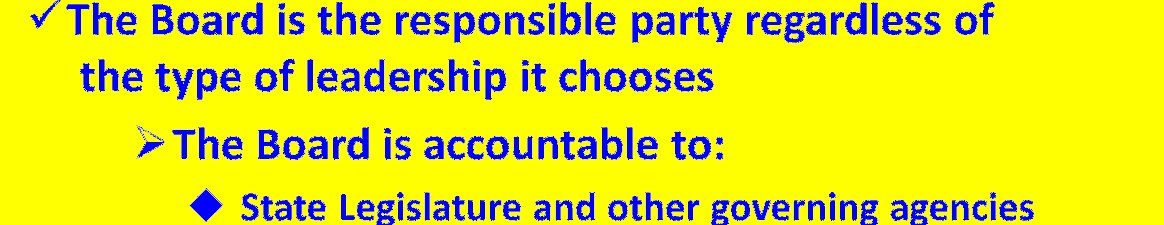 ✓The Board is the responsible party regardless of
the type of leadership it chooses
➢The Board is accountable to:
◆ State Legislature and other governing agencies